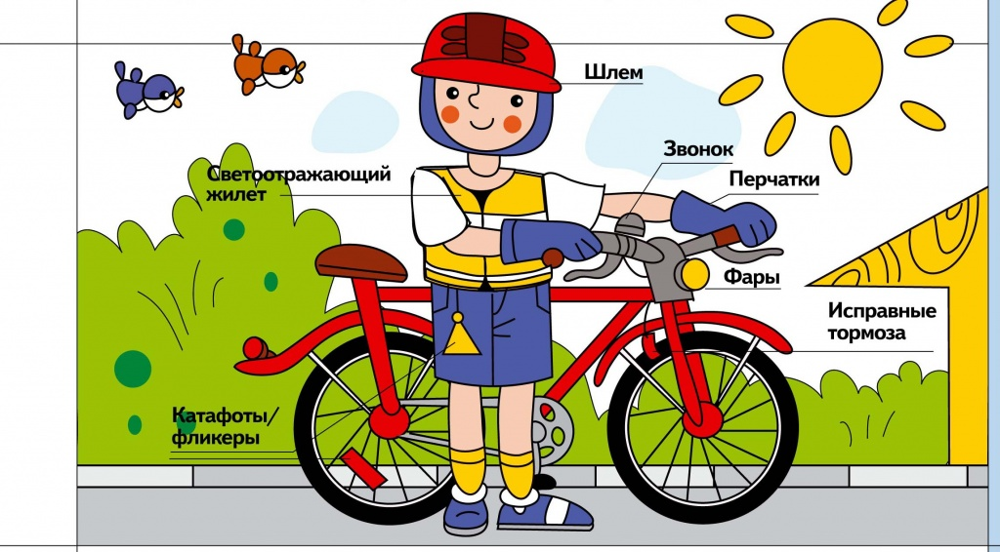 Шлем
Звонок
Перчатки
Светоотражающий
жилет
Фары
Исправные
тормоза
Катафоты/
фликеры